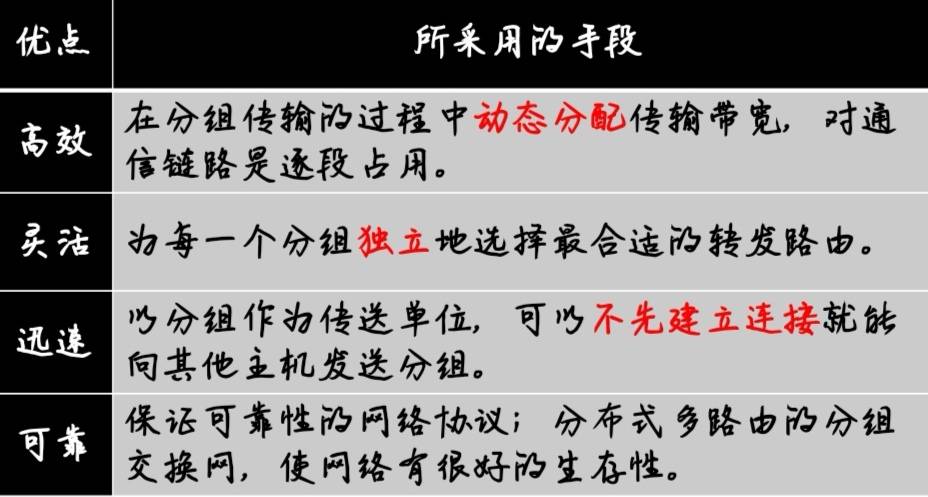 优点
所采用的手段
高效
在分组传输的过程中动态分配传输带宽，对通
信链路是逐段占用。
灵活
为每一个分组独立地选择最合适的转发路由。
迅速
以分组作为传送单位，可以不先建立连接就能
向其他主机发送分组。
可靠
保证可靠性的网络协议；分布式多路由的分组
交换网，使网络有很好的生存性。